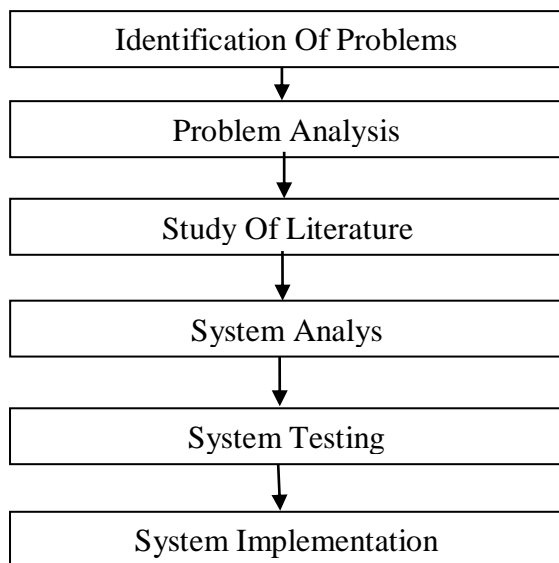 Identification Of Problems
Problem Analysis
Study Of Literature
System Analys
System Testing
System Implementation